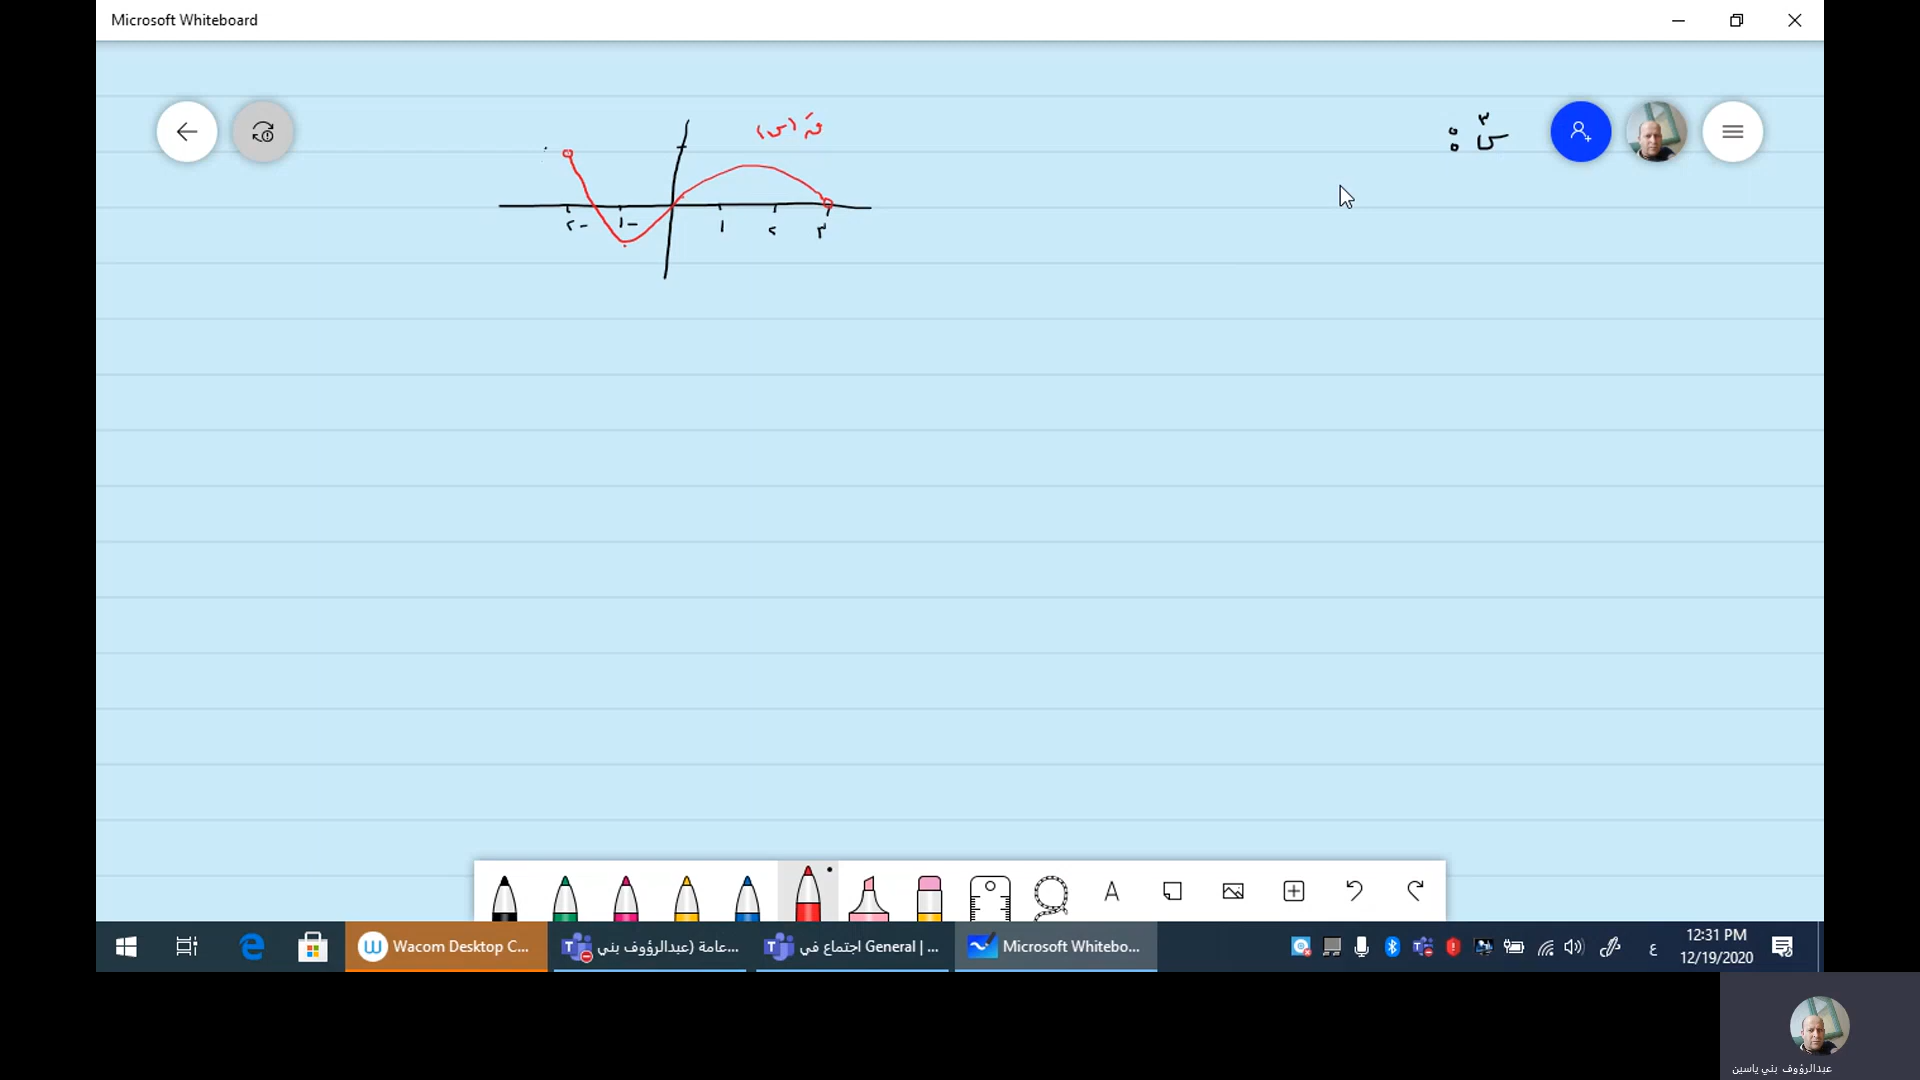 Microsoft Whiteboard
س٣ :
قَ (س)
-٢ -١ ١ ٢ ٣
A
Wacom Desktop C...
عامة (عبدالرؤوف بني...
اجتماع في General | ...
Microsoft Whitebo...
ع
12:31 PM
12/19/2020
عبدالرؤوف بني ياسين